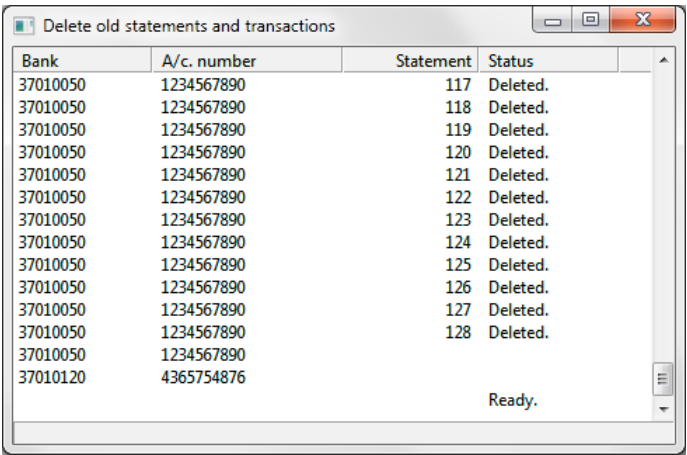 Delete old statements and transactions
Bank A/c. number Statement Status
37010050 1234567890 117 Deleted.
37010050 1234567890 118 Deleted.
37010050 1234567890 119 Deleted.
37010050 1234567890 120 Deleted.
37010050 1234567890 121 Deleted.
37010050 1234567890 122 Deleted.
37010050 1234567890 123 Deleted.
37010050 1234567890 124 Deleted.
37010050 1234567890 125 Deleted.
37010050 1234567890 126 Deleted.
37010050 1234567890 127 Deleted.
37010050 1234567890 128 Deleted.
37010050 1234567890
37010120 4365754876
Ready.